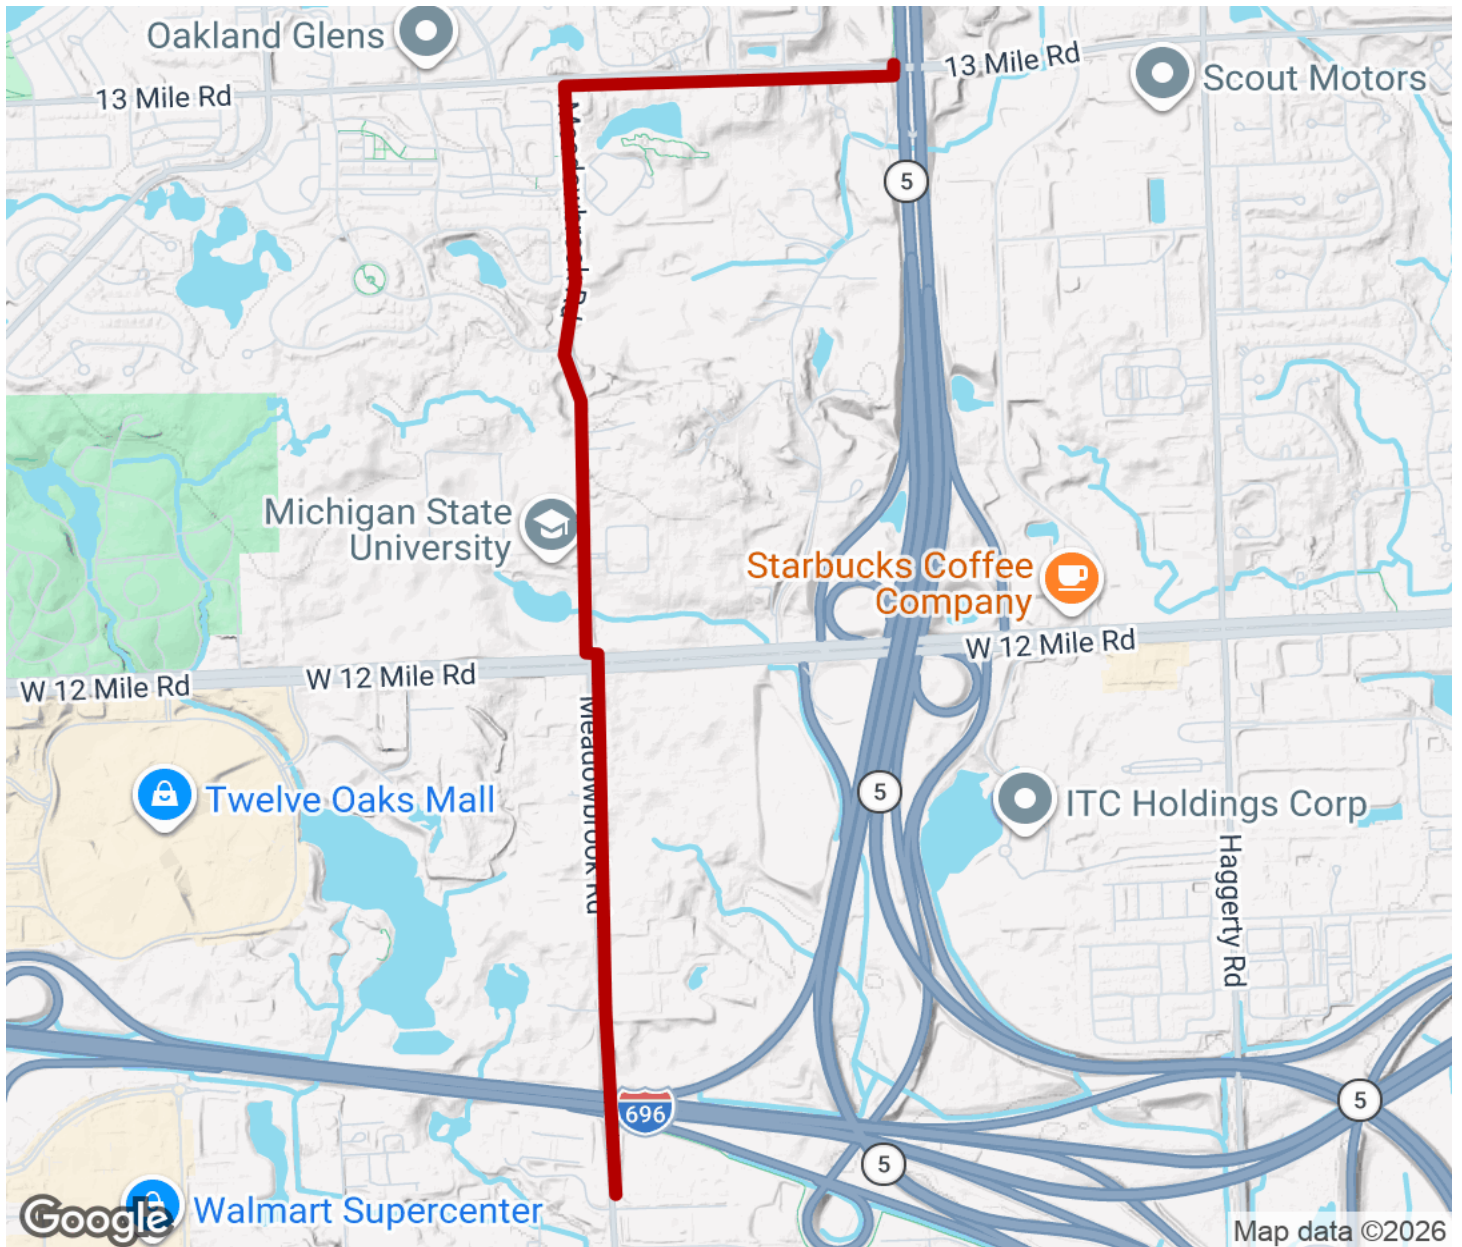 Oakland Glens
13 Mile Rd
13 Mile Rd
Scout Motors
Meadowbrook Rd
5
Michigan State
University
Starbucks Coffee
Company
W 12 Mile Rd
W 12 Mile Rd
W 12 Mile Rd
Meadowbrook Rd
Twelve Oaks Mall
5
ITC Holdings Corp
Haggerty Rd
696
5
5
Walmart Supercenter
Google
Map data ©2026